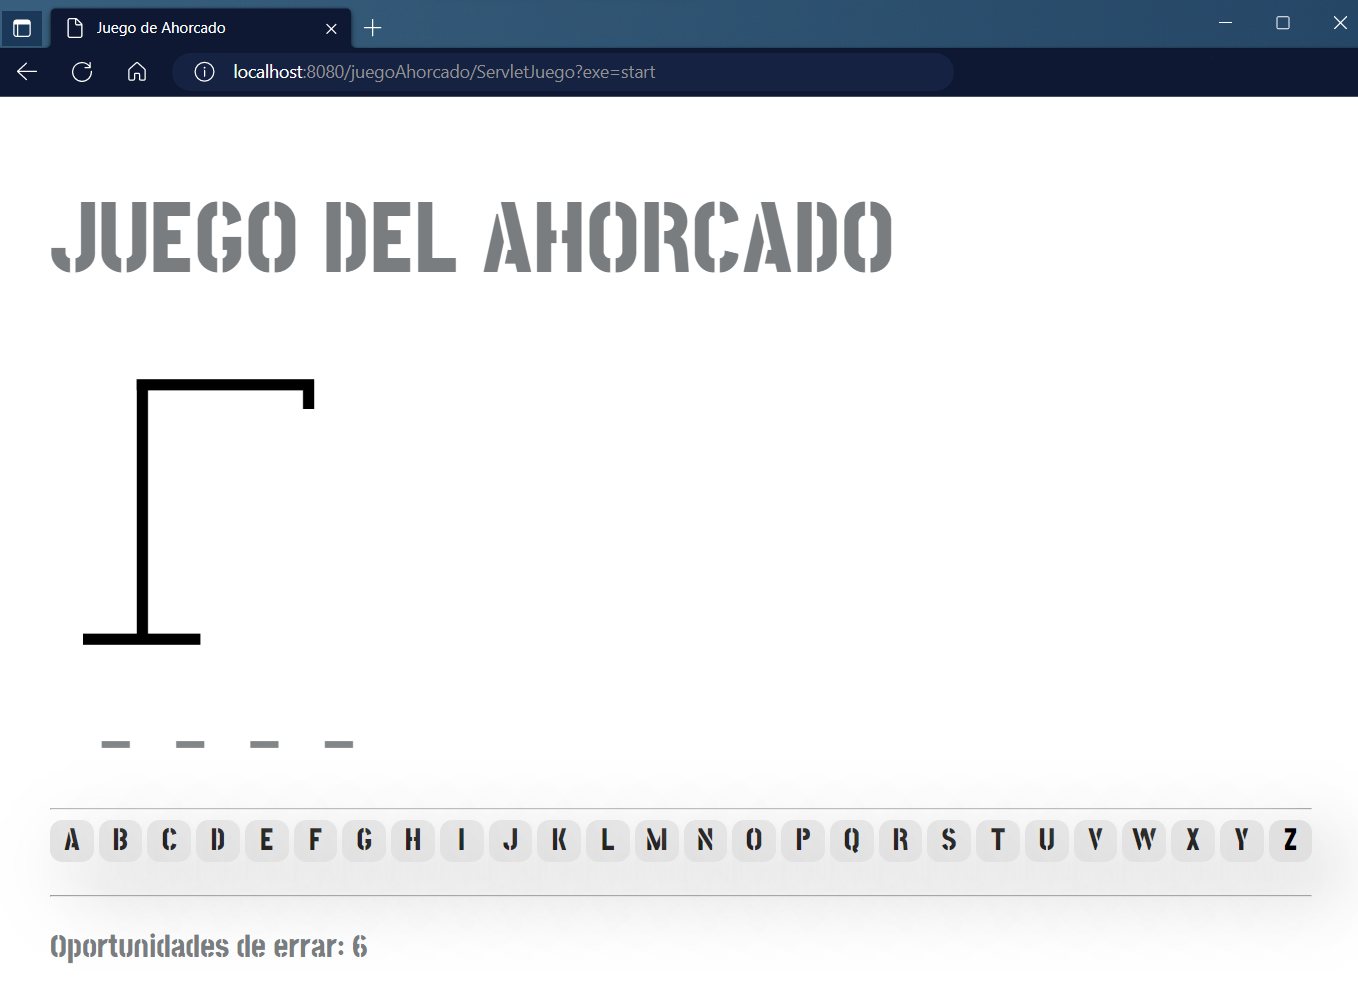 Juego de Ahorcado
localhost:8080/juegoAhorcado/ServletJuego?exe=start
JUEGO DEL AHORCADO
_ _ _ _
A B C D E F G H I J K L M N O P Q R S T U V W X Y Z
Oportunidades de errar: 6